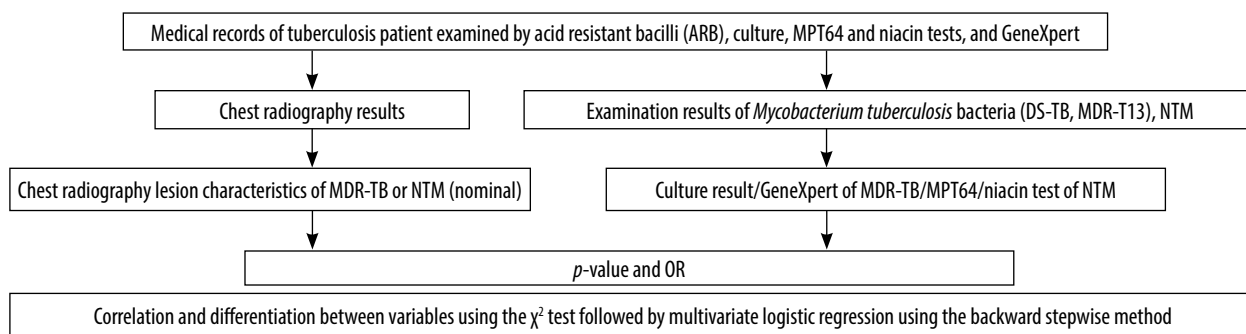 Medical records of tuberculosis patient examined by acid resistant bacilli (ARB), culture, MPT64 and niacin tests, and GeneXpert
Chest radiography results
Examination results of Mycobacterium tuberculosis bacteria (DS-TB, MDR-T13), NTM
Chest radiography lesion characteristics of MDR-TB or NTM (nominal)
Culture result/GeneXpert of MDR-TB/MPT64/niacin test of NTM
p-value and OR
Correlation and differentiation between variables using the χ² test followed by multivariate logistic regression using the backward stepwise method